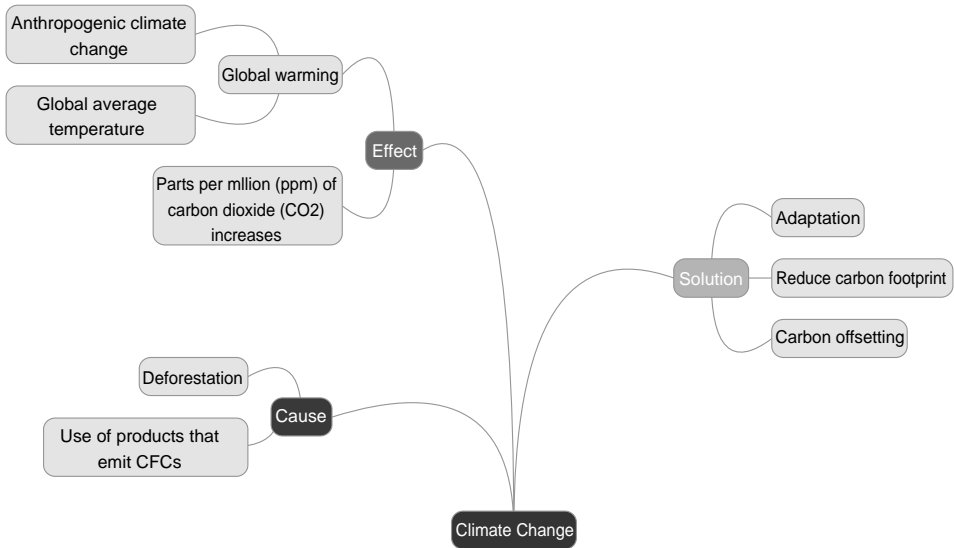 Anthropogenic climate
change
Global warming
Global average
temperature
Effect
Parts per mllion (ppm) of
carbon dioxide (CO2)
increases
Adaptation
Solution
Reduce carbon footprint
Carbon offsetting
Deforestation
Cause
Use of products that
emit CFCs
Climate Change